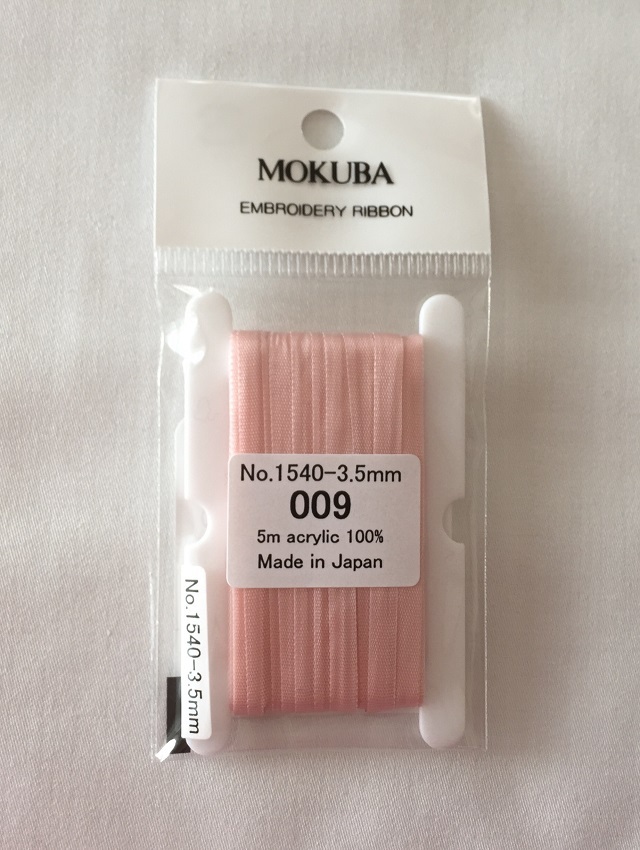 MOKUBA
EMBROIDERY RIBBON
No.1540-3.5mm
009
5m acrylic 100%
Made in Japan
No.1540-3.5mm